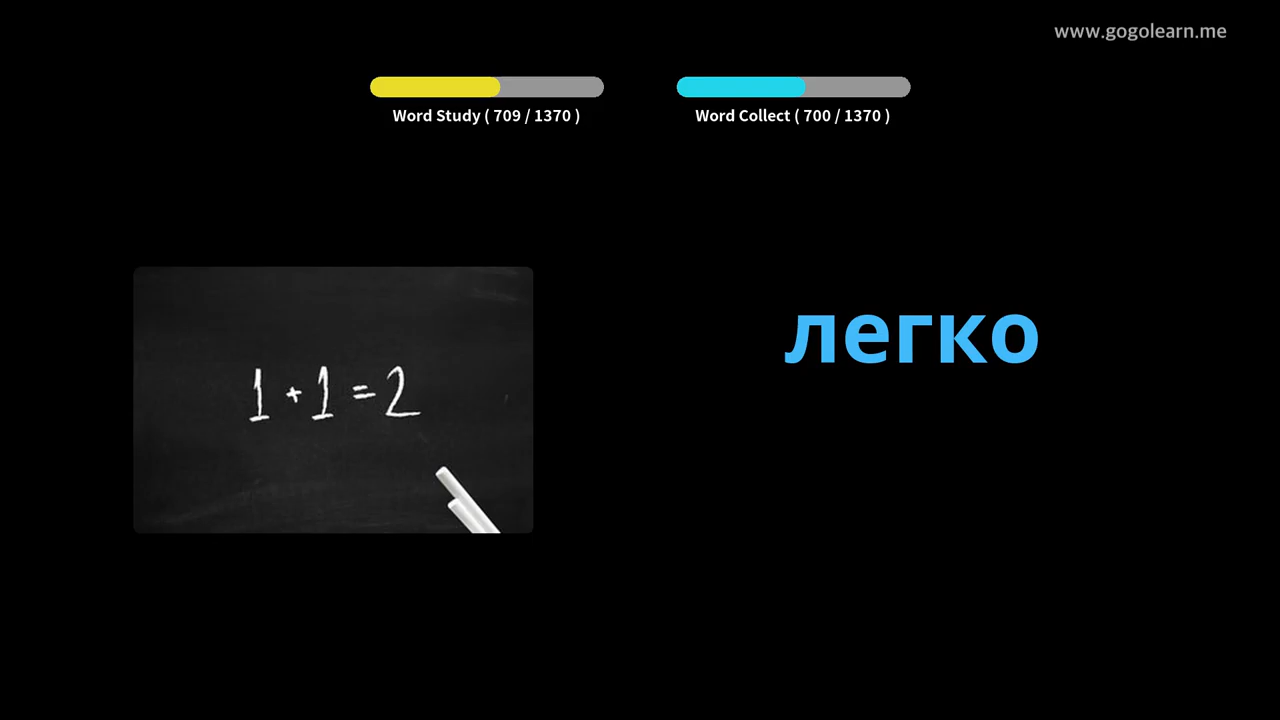 www.gogolearn.me
Word Study ( 709 / 1370 )
Word Collect ( 700 / 1370 )
легко
1 + 1 = 2